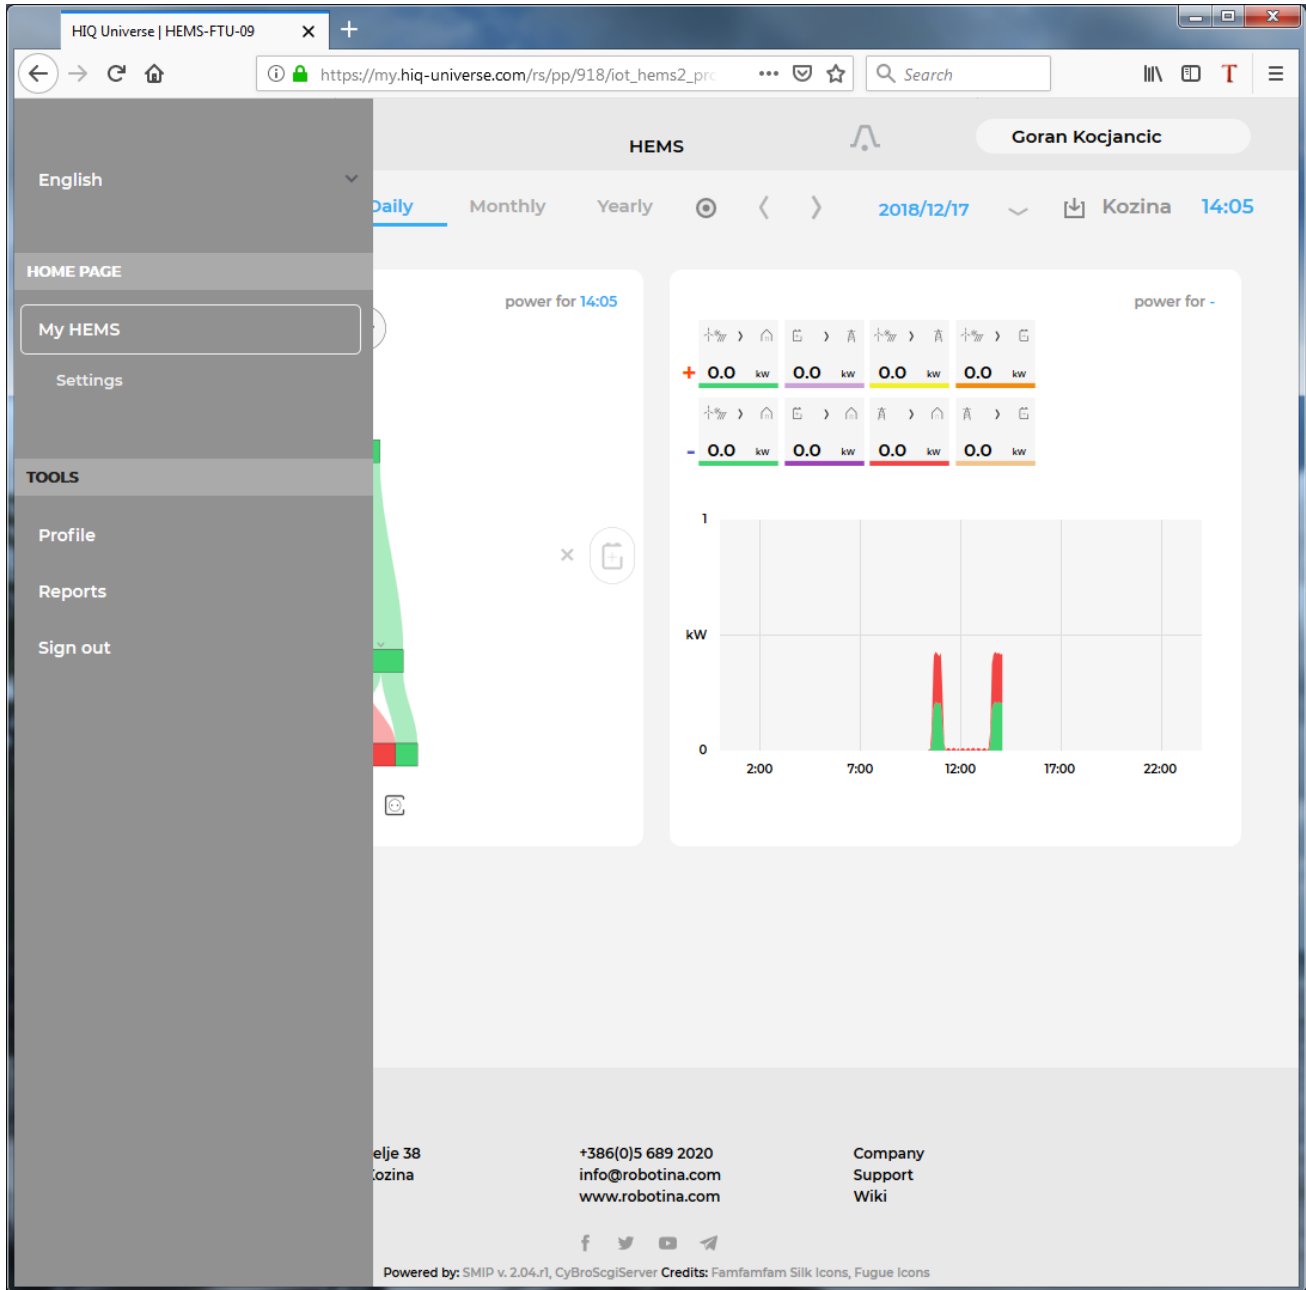 HIQ Universe | HEMS-FTU-09
https://my.hiq-universe.com/rs/pp/918/iot_hems2_prc
Search
HEMS
Goran Kocjancic
English
Daily Monthly Yearly 2018/12/17 Kozina 14:05
HOME PAGE
My HEMS
Settings
TOOLS
Profile
Reports
Sign out
power for 14:05
power for -
+ 0.0 kW 0.0 kW 0.0 kW 0.0 kW
- 0.0 kW 0.0 kW 0.0 kW 0.0 kW
1
kW
0
2:00 7:00 12:00 17:00 22:00
elje 38
Kozina
+386(0)5 689 2020
info@robotina.com
www.robotina.com
Company
Support
Wiki
Powered by: SMIP v. 2.04.r1, CyBroScgiServer Credits: Famfamfam Silk Icons, Fugue Icons